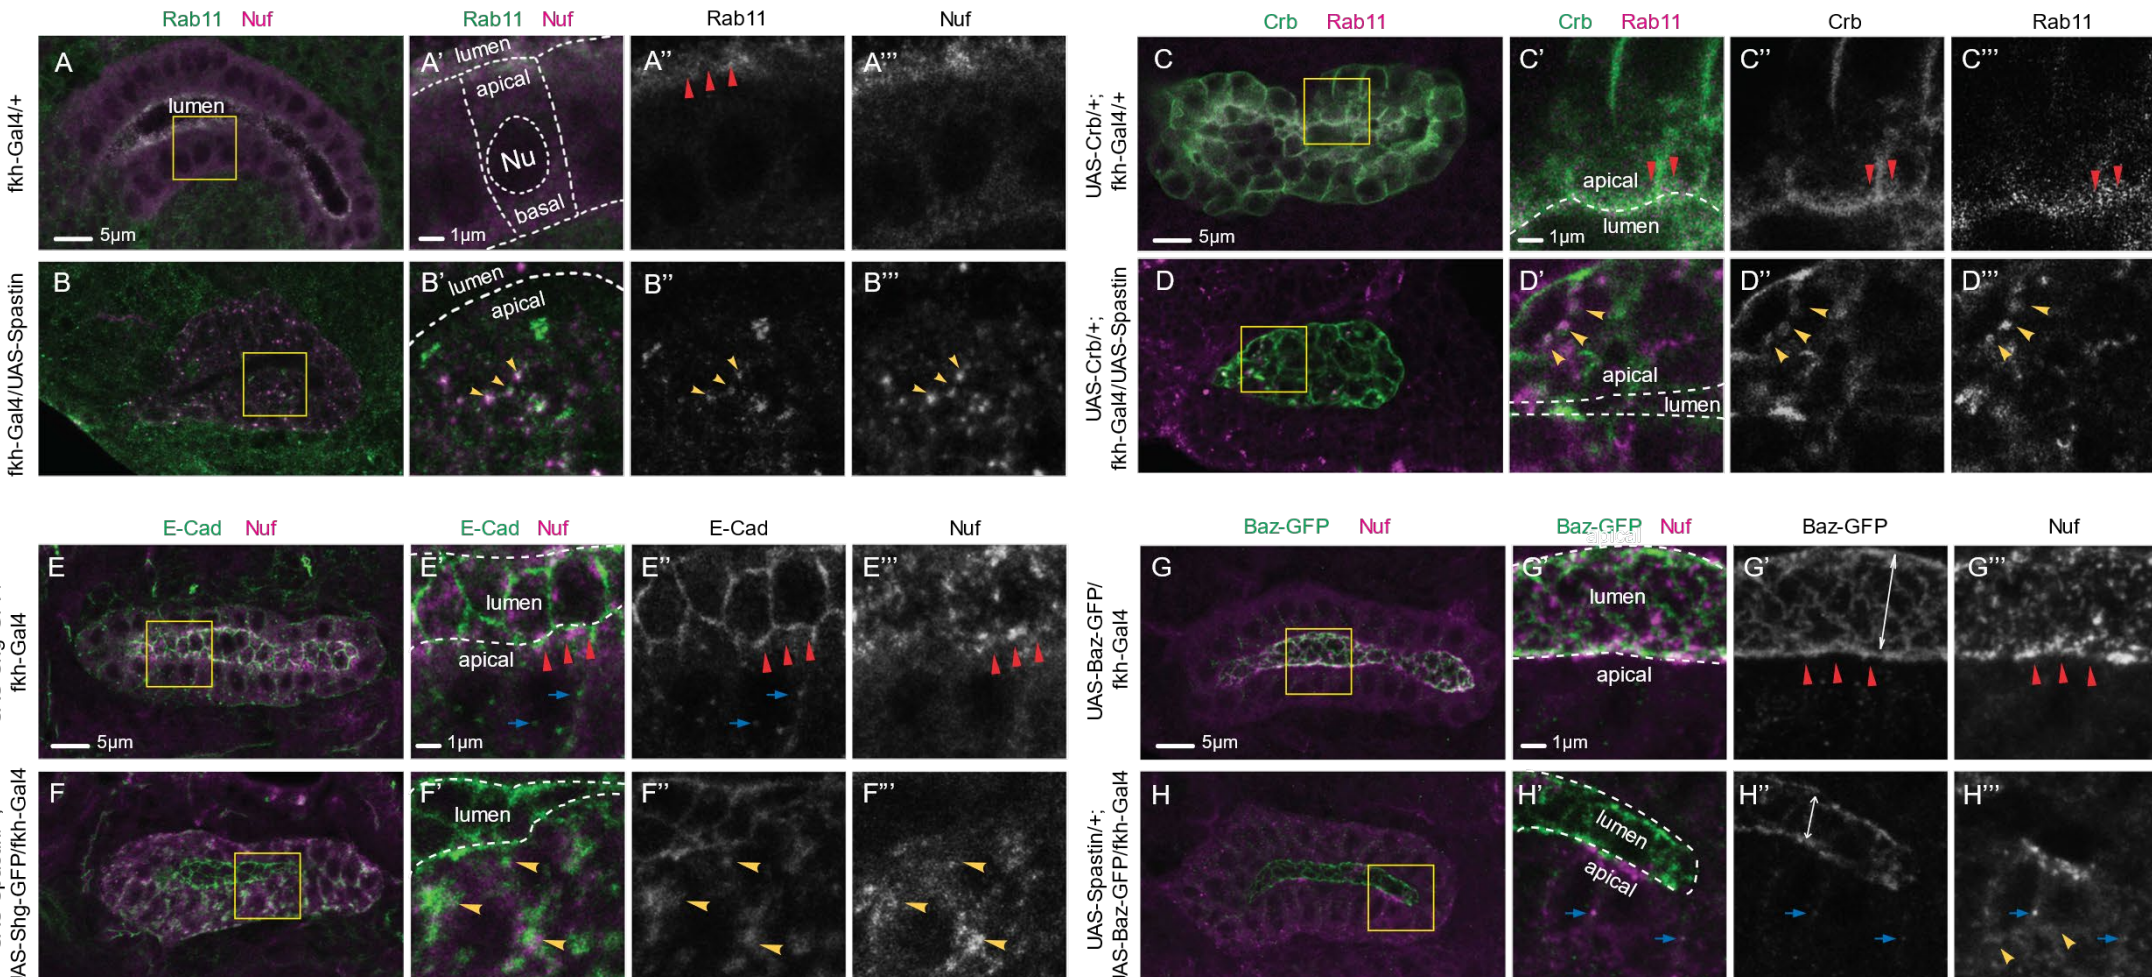 Rab11 Nuf
Rab11 Nuf
Rab11
Nuf
fkh-Gal4/+
A
lumen
5µm
A'
lumen
apical
Nu
basal
1µm
A''
A'''
fkh-Gal4/UAS-Spastin
B
B'
lumen
apical
B''
B'''
Crb Rab11
Crb Rab11
Crb
Rab11
UAS-Crb/+;
fkh-Gal4/+
C
5µm
C'
apical
lumen
1µm
C''
C'''
UAS-Crb/+;
fkh-Gal4/UAS-Spastin
D
D'
apical
lumen
D''
D'''
E-Cad Nuf
E-Cad Nuf
E-Cad
Nuf
fkh-Gal4
E
5µm
E'
lumen
apical
1µm
E''
E'''
UAS-Shg-GFP/fkh-Gal4
F
F'
lumen
F''
F'''
Baz-GFP Nuf
Baz-GFP Nuf
Baz-GFP
Nuf
UAS-Baz-GFP/
fkh-Gal4
G
5µm
apical
G'
lumen
apical
1µm
G'
G'''
UAS-Spastin/+;
UAS-Baz-GFP/fkh-Gal4
H
H'
lumen
apical
H''
H'''